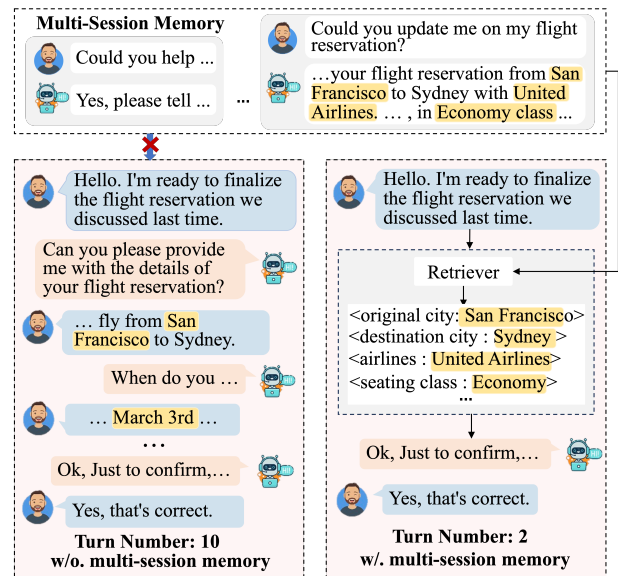 Multi-Session Memory
Could you help ...
Yes, please tell ...
...
Could you update me on my flight
reservation?
…your flight reservation from San
Francisco to Sydney with United
Airlines. … , in Economy class ...
Hello. I'm ready to finalize
the flight reservation we
discussed last time.
Can you please provide
me with the details of
your flight reservation?
… fly from San
Francisco to Sydney.
When do you …
… March 3rd …
…
Ok, Just to confirm,…
Yes, that's correct.
Turn Number: 10
w/o. multi-session memory
Hello. I'm ready to finalize
the flight reservation we
discussed last time.
Retriever
<original city: San Francisco>
<destination city : Sydney >
<airlines : United Airlines>
<seating class : Economy>
...
Ok, Just to confirm,…
Yes, that's correct.
Turn Number: 2
w/. multi-session memory